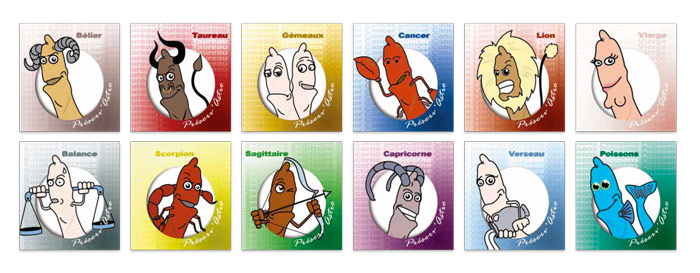 Bélier
Préserv' Astro
Taureau
Préserv' Astro
Gémeaux
Préserv' Astro
Cancer
Préserv' Astro
Lion
Préserv' Astro
Vierge
Préserv' Astro
Balance
Préserv' Astro
Scorpion
Préserv' Astro
Sagittaire
Préserv' Astro
Capricorne
Préserv' Astro
Verseau
Préserv' Astro
Poissons
Préserv' Astro